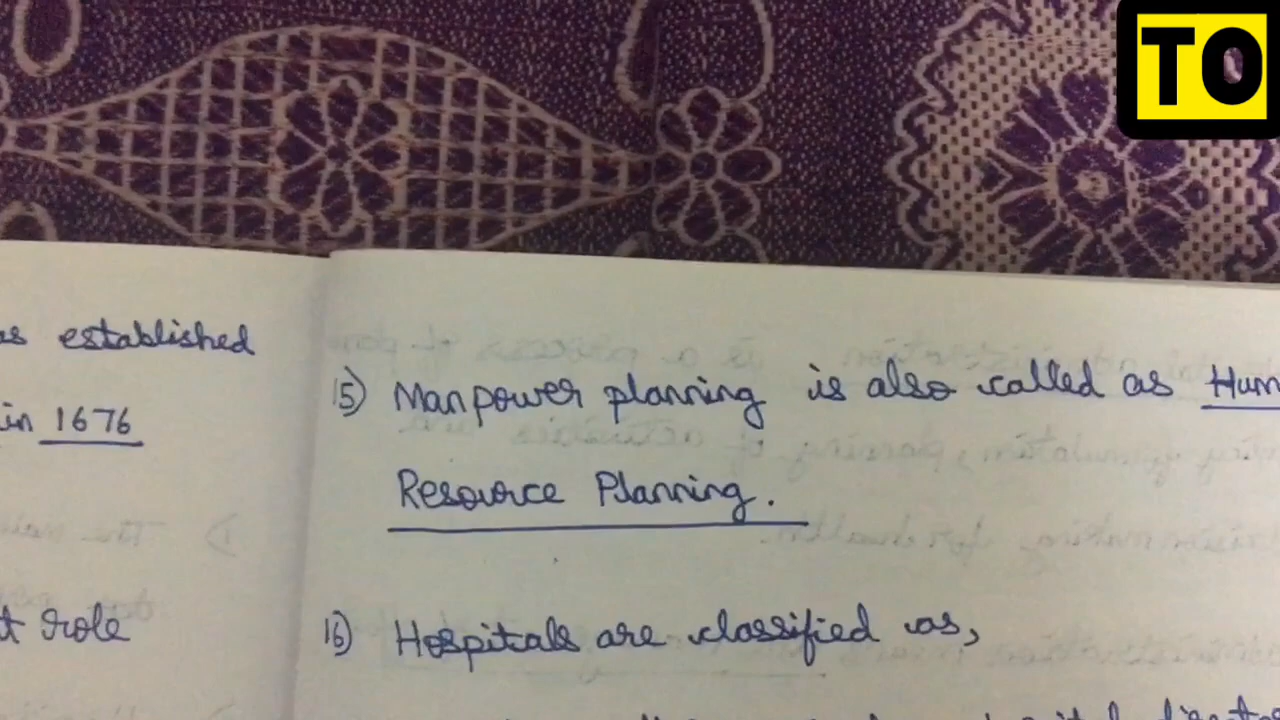 TO
as established
in 1676
t role
15) Manpower planning is also called as Hum
Resource Planning.
16) Hospitals are classified as,